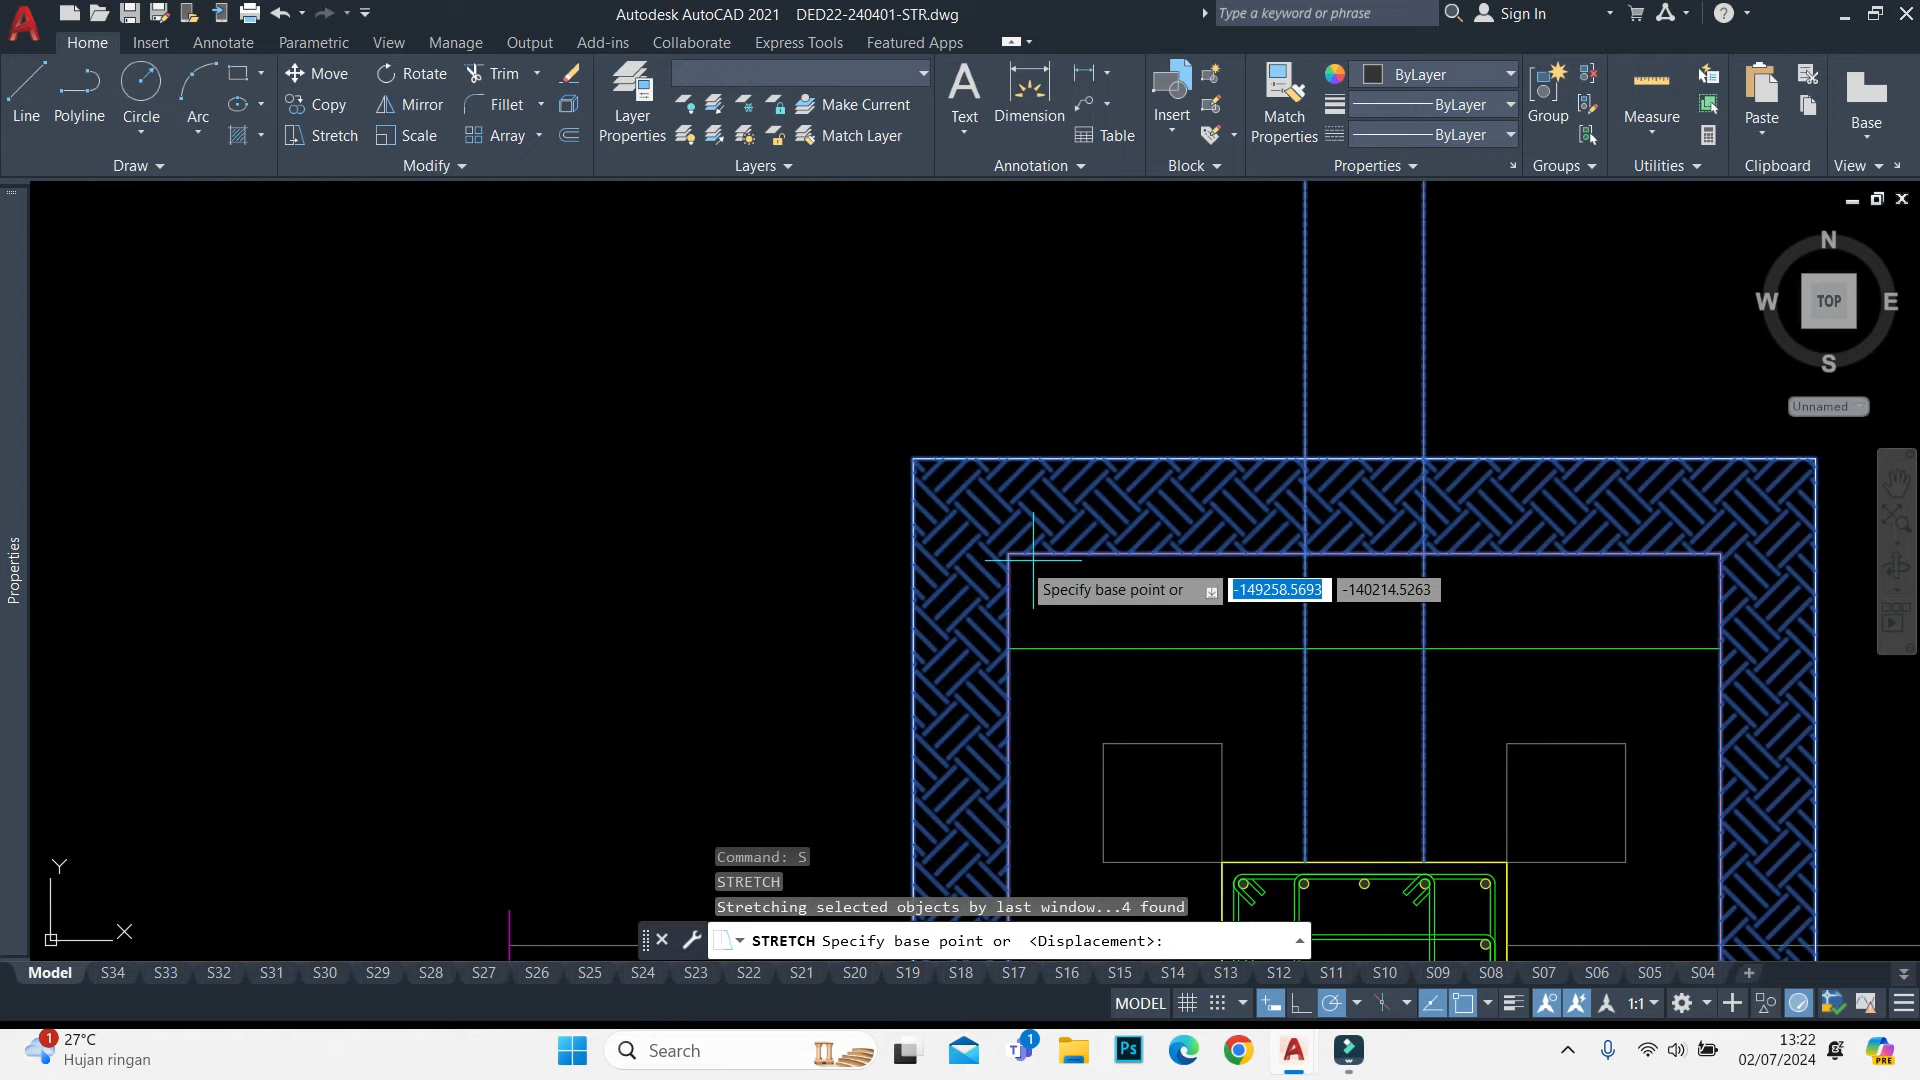 Autodesk AutoCAD 2021 DED22-240401-STR.dwg
Type a keyword or phrase
Sign In
Home Insert Annotate Parametric View Manage Output Add-ins Collaborate Express Tools Featured Apps
Line Polyline Circle Arc
Move Rotate Trim
Copy Mirror Fillet
Stretch Scale Array
Layer Properties
Make Current
Match Layer
Text Dimension Table
Insert
Match Properties
ByLayer
ByLayer
ByLayer
Group
Measure
Paste
Base
Draw Modify Layers Annotation Block Properties Groups Utilities Clipboard View
N
W TOP E
S
Unnamed
Properties
Specify base point or -149258.5693 -140214.5263
Y
X
Command: S
STRETCH
Stretching selected objects by last window...4 found
STRETCH Specify base point or <Displacement>:
Model S34 S33 S32 S31 S30 S29 S28 S27 S26 S25 S24 S23 S22 S21 S20 S19 S18 S17 S16 S15 S14 S13 S12 S11 S10 S09 S08 S07 S06 S05 S04
MODEL 1:1
1
27°C
Hujan ringan
Search
1
Ps
PRE
13:22
02/07/2024